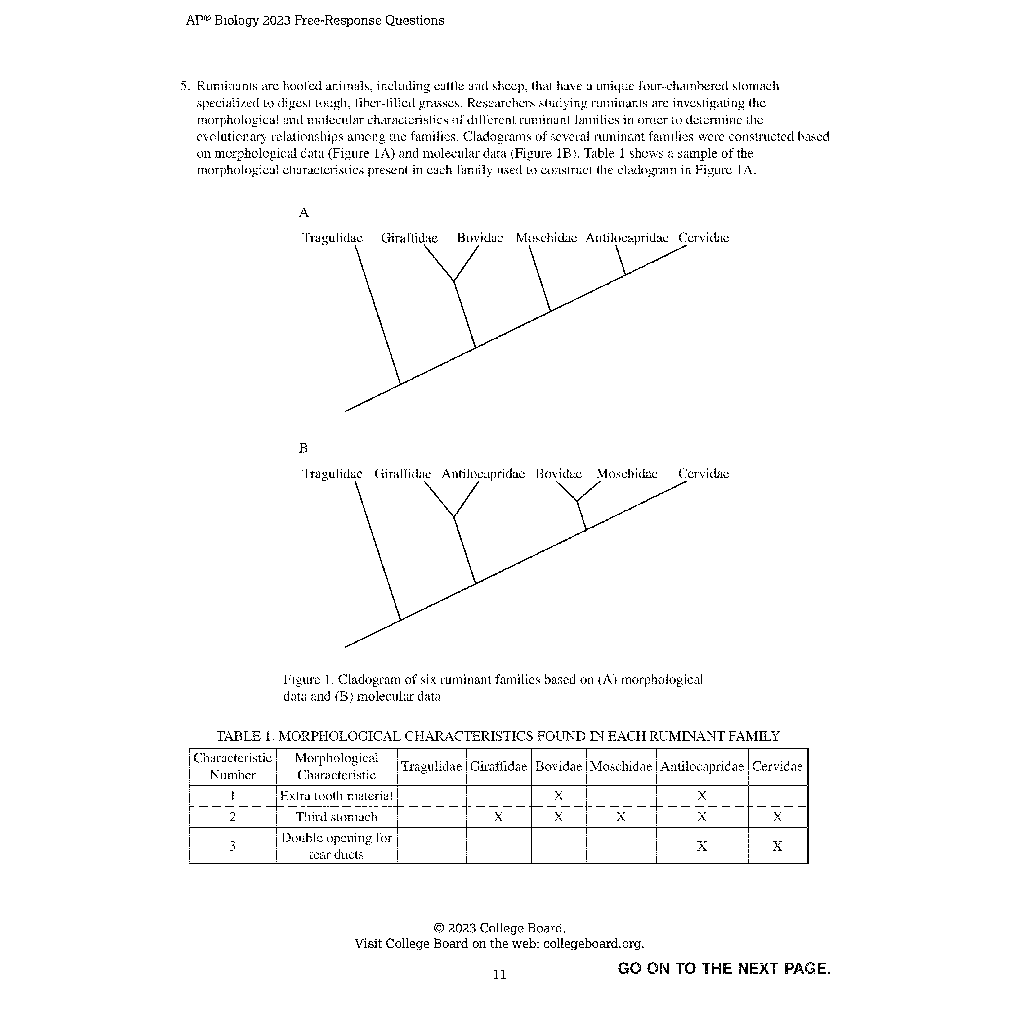 AP® Biology 2023 Free-Response Questions
5. Ruminants are hoofed animals, including cattle and sheep, that have a unique four-chambered stomach
specialized to digest tough, fiber-filled grasses. Researchers studying ruminants are investigating the
morphological and molecular characteristics of different ruminant families in order to determine the
evolutionary relationships among the families. Cladograms of several ruminant families were constructed based
on morphological data (Figure 1A) and molecular data (Figure 1B). Table 1 shows a sample of the
morphological characteristics present in each family used to construct the cladogram in Figure 1A.
A
Tragulidae Giraffidae Bovidae Moschidae Antilocapridae Cervidae
B
Tragulidae Giraffidae Antilocapridae Bovidae Moschidae Cervidae
Figure 1. Cladogram of six ruminant families based on (A) morphological
data and (B) molecular data
TABLE 1. MORPHOLOGICAL CHARACTERISTICS FOUND IN EACH RUMINANT FAMILY
Characteristic Number Morphological Characteristic Tragulidae Giraffidae Bovidae Moschidae Antilocapridae Cervidae
1 Extra tooth material X X
2 Third stomach X X X X X
3 Double opening for tear ducts X X
© 2023 College Board.
Visit College Board on the web: collegeboard.org.
11
GO ON TO THE NEXT PAGE.